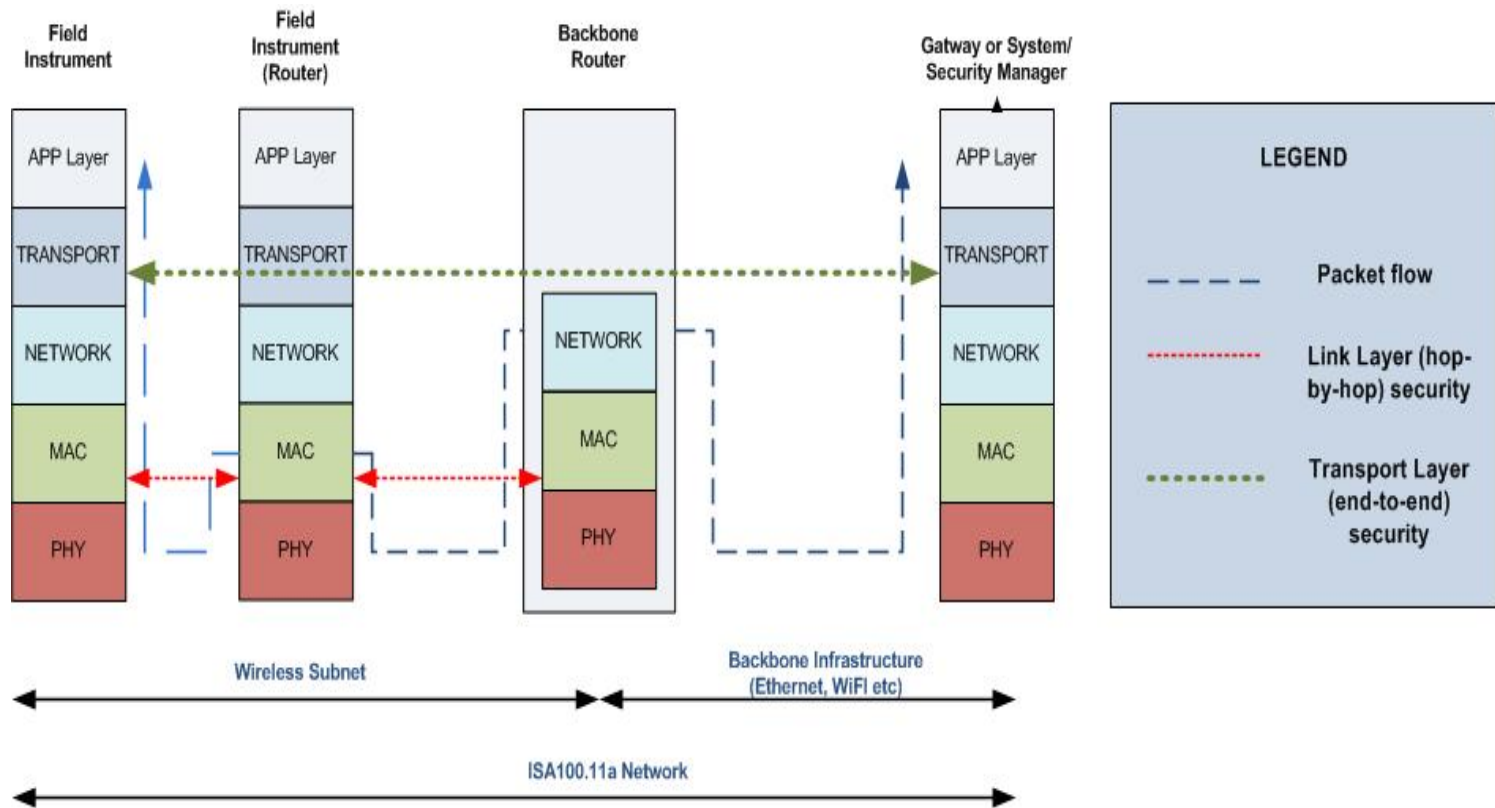 Field
Instrument
Field
Instrument
(Router)
Backbone
Router
Gatway or System/
Security Manager
APP Layer
TRANSPORT
NETWORK
MAC
PHY
APP Layer
TRANSPORT
NETWORK
MAC
PHY
NETWORK
MAC
PHY
APP Layer
TRANSPORT
NETWORK
MAC
PHY
LEGEND
Packet flow
Link Layer (hop-
by-hop) security
Transport Layer
(end-to-end)
security
Wireless Subnet
Backbone Infrastructure
(Ethernet, WiFI etc)
ISA100.11a Network